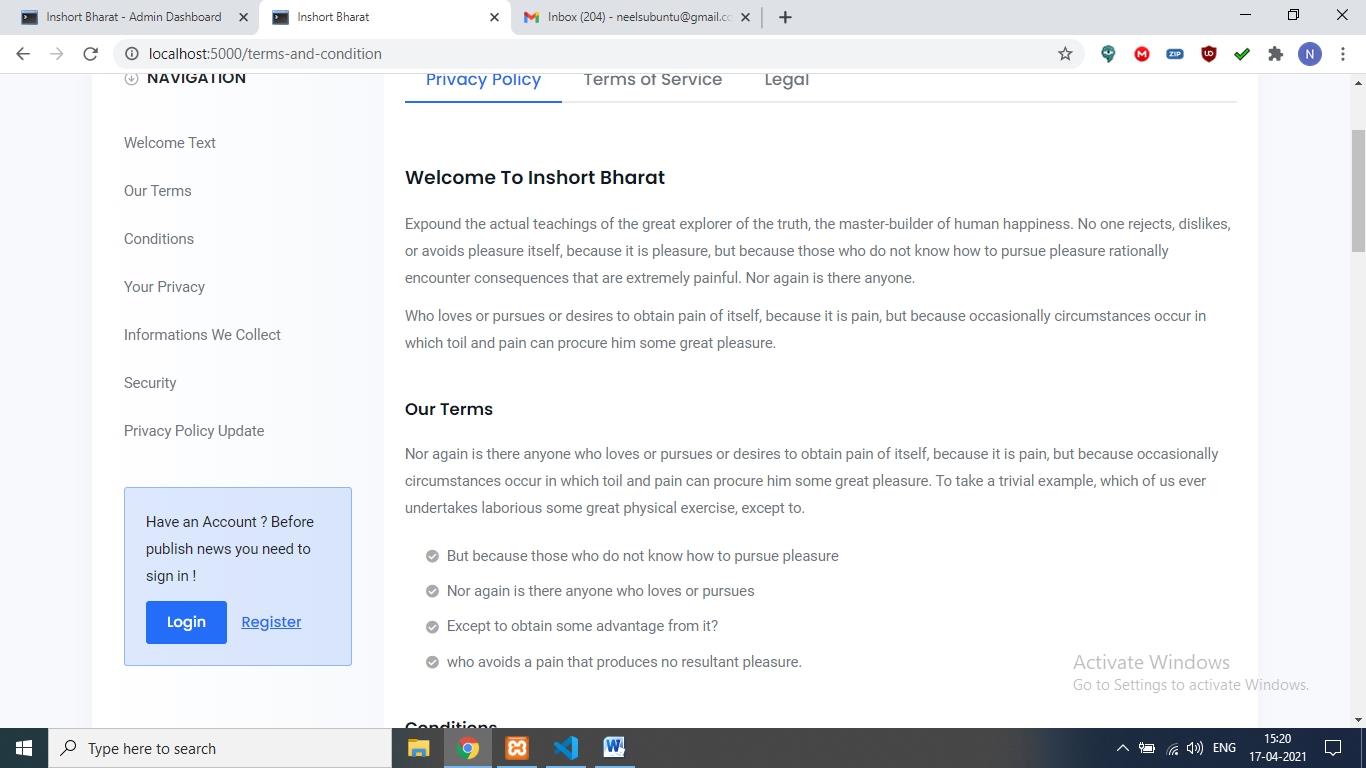 Inshort Bharat - Admin Dashboard
Inshort Bharat
Inbox (204) - neelsubuntu@gmail.cc
localhost:5000/terms-and-condition
ZIP
N
NAVIGATION
Welcome Text
Our Terms
Conditions
Your Privacy
Informations We Collect
Security
Privacy Policy Update
Have an Account ? Before
publish news you need to
sign in !
Login Register
Privacy Policy Terms of Service Legal
Welcome To Inshort Bharat
Expound the actual teachings of the great explorer of the truth, the master-builder of human happiness. No one rejects, dislikes,
or avoids pleasure itself, because it is pleasure, but because those who do not know how to pursue pleasure rationally
encounter consequences that are extremely painful. Nor again is there anyone.
Who loves or pursues or desires to obtain pain of itself, because it is pain, but because occasionally circumstances occur in
which toil and pain can procure him some great pleasure.
Our Terms
Nor again is there anyone who loves or pursues or desires to obtain pain of itself, because it is pain, but because occasionally
circumstances occur in which toil and pain can procure him some great pleasure. To take a trivial example, which of us ever
undertakes laborious some great physical exercise, except to.
But because those who do not know how to pursue pleasure
Nor again is there anyone who loves or pursues
Except to obtain some advantage from it?
who avoids a pain that produces no resultant pleasure.
Conditions
Activate Windows
Go to Settings to activate Windows.
Type here to search
ENG
15:20
17-04-2021